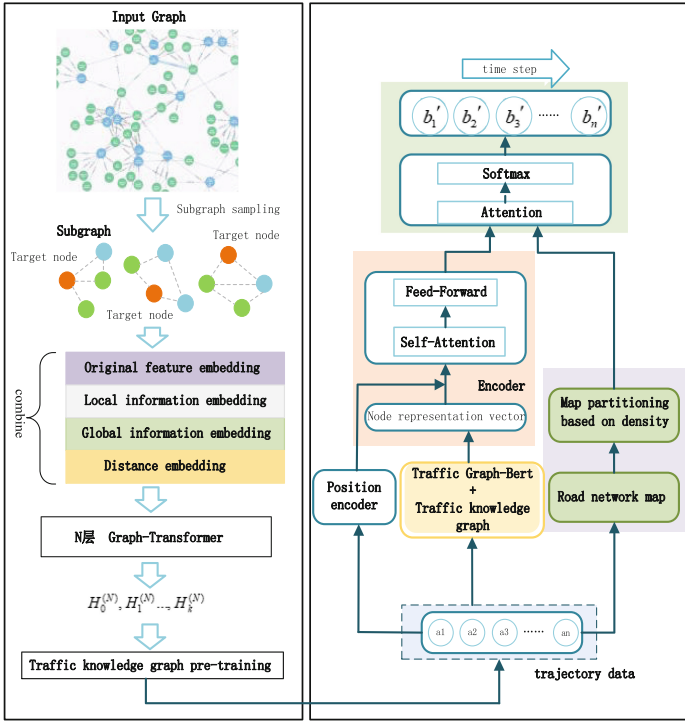 Input Graph
Subgraph sampling
Subgraph
Target node
Target node
Target node
combine
Original feature embedding
Local information embedding
Global information embedding
Distance embedding
N层 Graph-Transformer
H_0^{(N)}, H_1^{(N)}..., H_k^{(N)}
Traffic knowledge graph pre-training
time step
b_1' b_2' b_3' ...... b_n'
Softmax
Attention
Feed-Forward
Self-Attention
Encoder
Node representation vector
Map partitioning
based on density
Position
encoder
Traffic Graph-Bert
+
Traffic knowledge
graph
Road network map
a1 a2 a3 ...... an
trajectory data